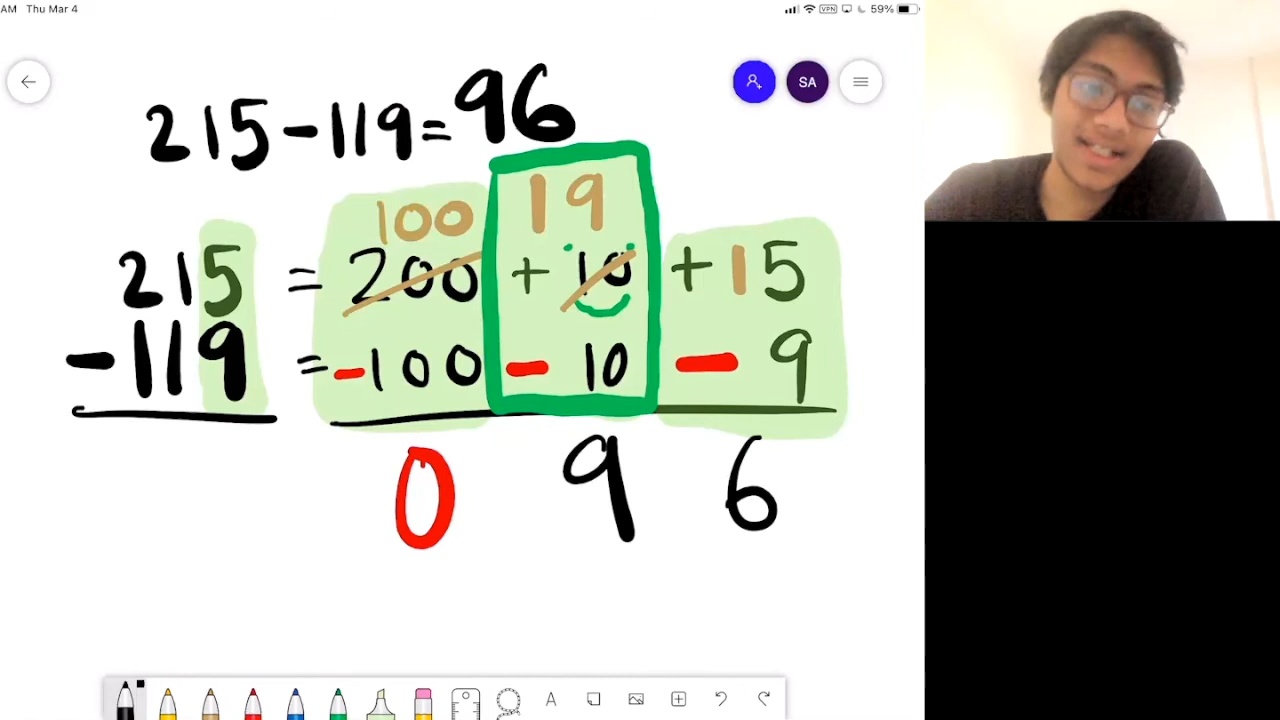 AM Thu Mar 4 VPN 59%
SA
215-119=96
100 19
215 = 200 + 10 + 15
-119 = -100 - 10 - 9
0 9 6
A